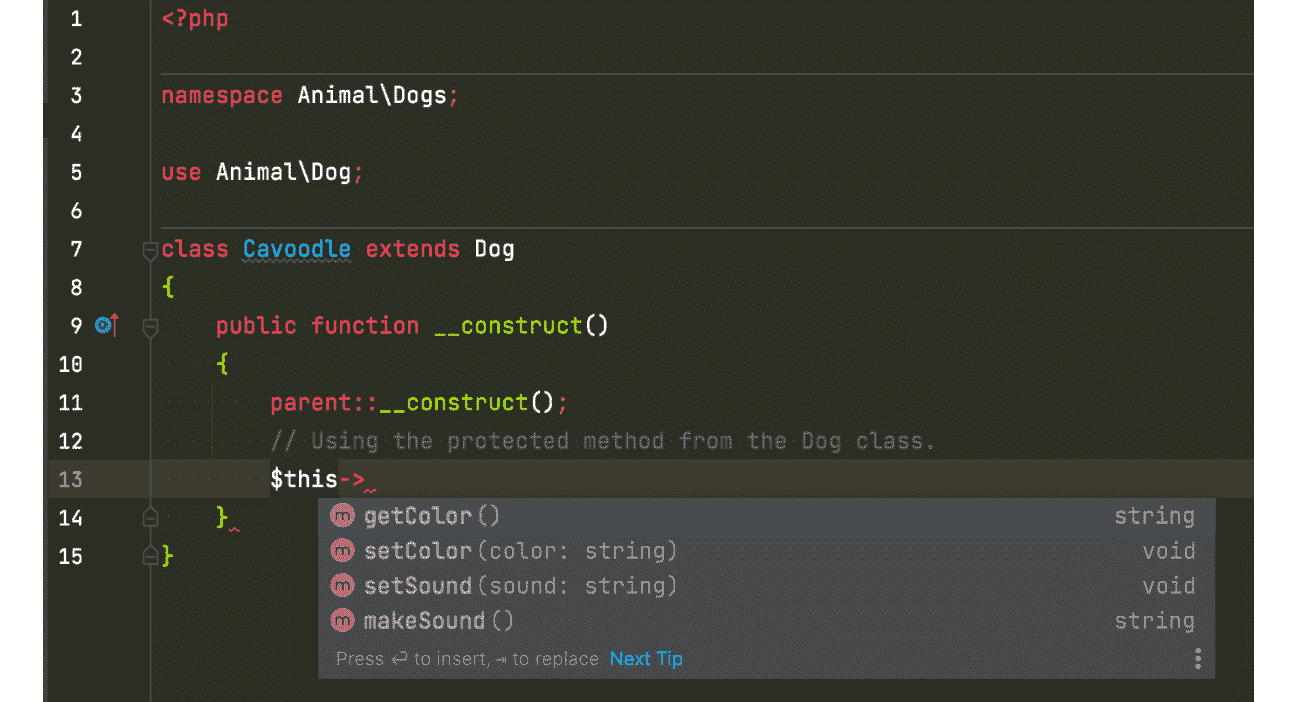 1 <?php
2
3 namespace Animal\Dogs;
4
5 use Animal\Dog;
6
7 class Cavoodle extends Dog
8 {
9 public function __construct()
10 {
11 parent::__construct();
12 // Using the protected method from the Dog class.
13 $this->
14 }
15 }
m getColor() string
m setColor(color: string) void
m setSound(sound: string) void
m makeSound() string
Press ↩ to insert, ⇥ to replace Next Tip